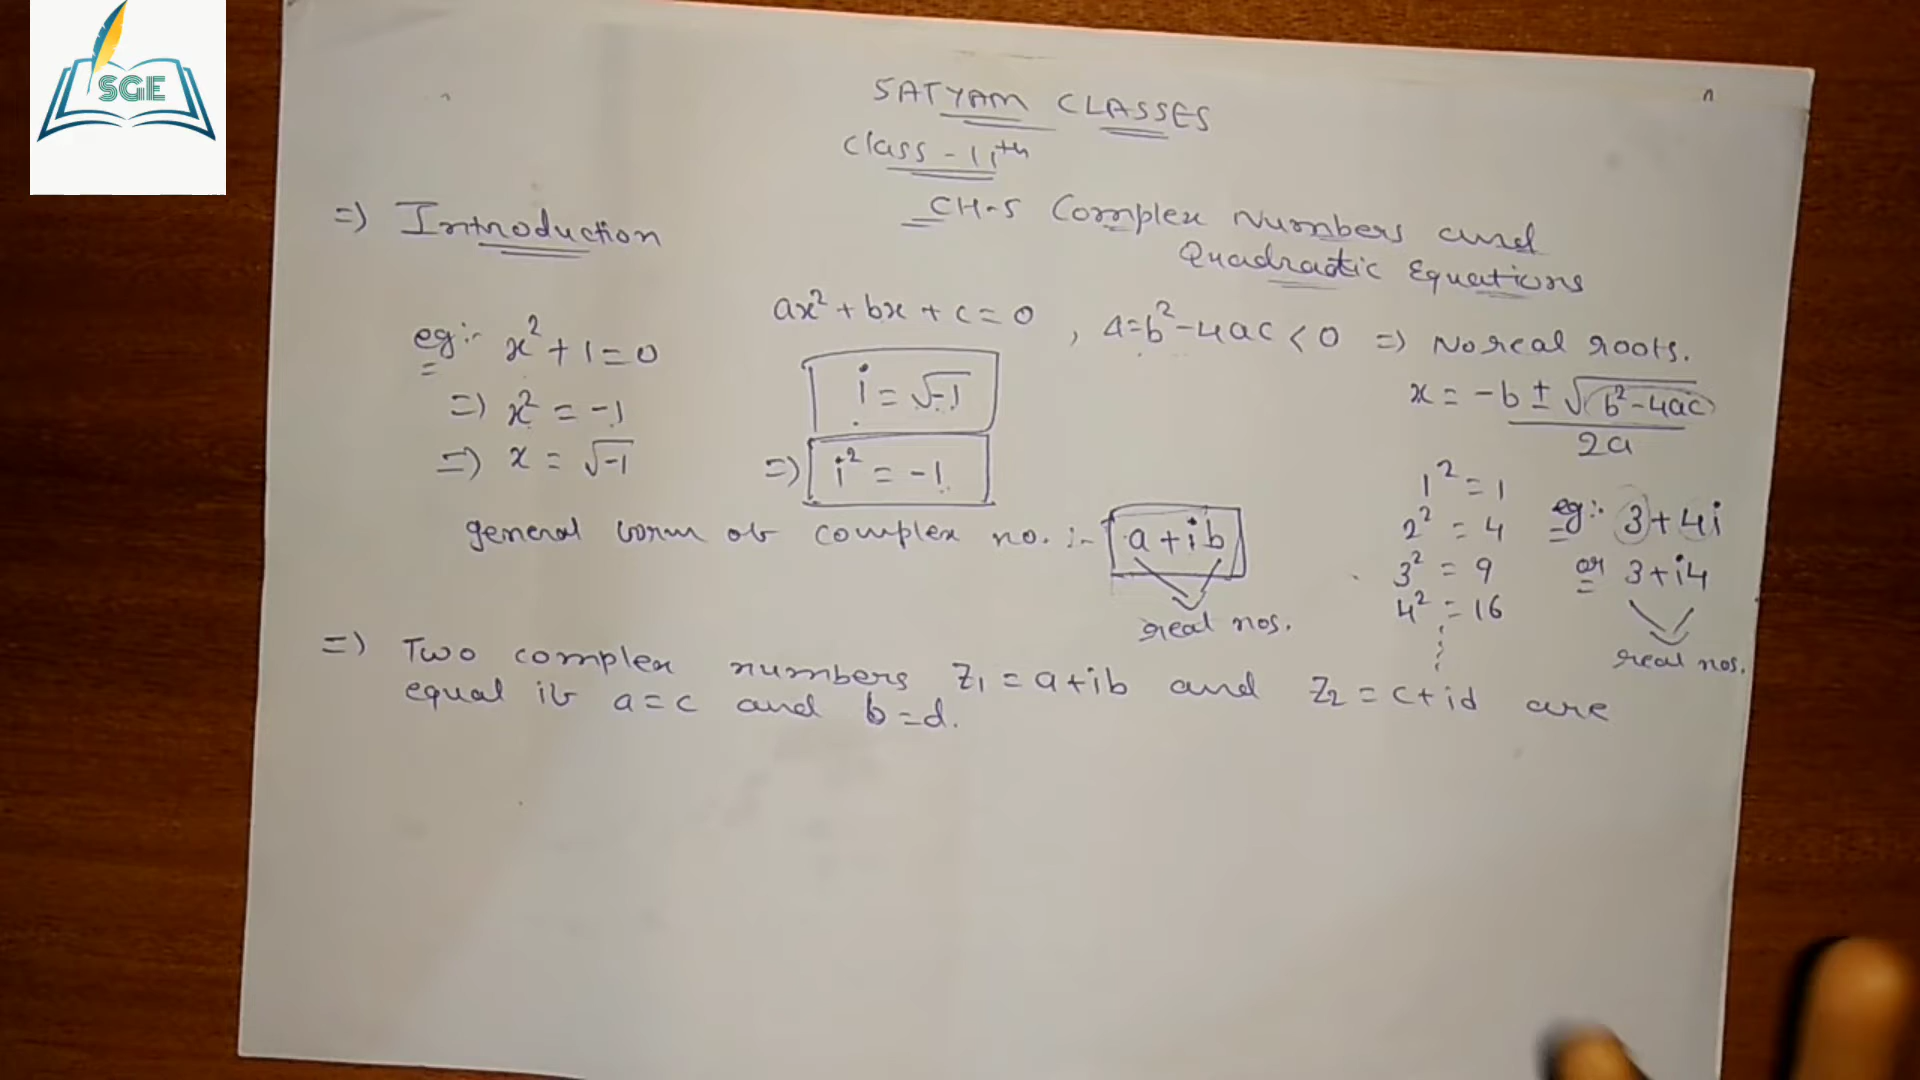 SGE
SATYAM CLASSES
Class - 11th
CH-5 Complex Numbers and
Quadratic Equations
=) Introduction
ax² + bx + c = 0 , Δ=b²-4ac < 0 =) No real roots.
eg:- x² + 1 = 0
=) x² = -1
=) x = √-1
i = √-1
=) i² = -1
x = -b ± √b²-4ac
2a
1² = 1
2² = 4
3² = 9
4² = 16
eg:- 3+4i
or 3+i4
real nos.
general form of complex no. :- a+ib
real nos.
=) Two complex numbers Z₁ = a+ib and Z₂ = c+id are
equal if a=c and b=d.